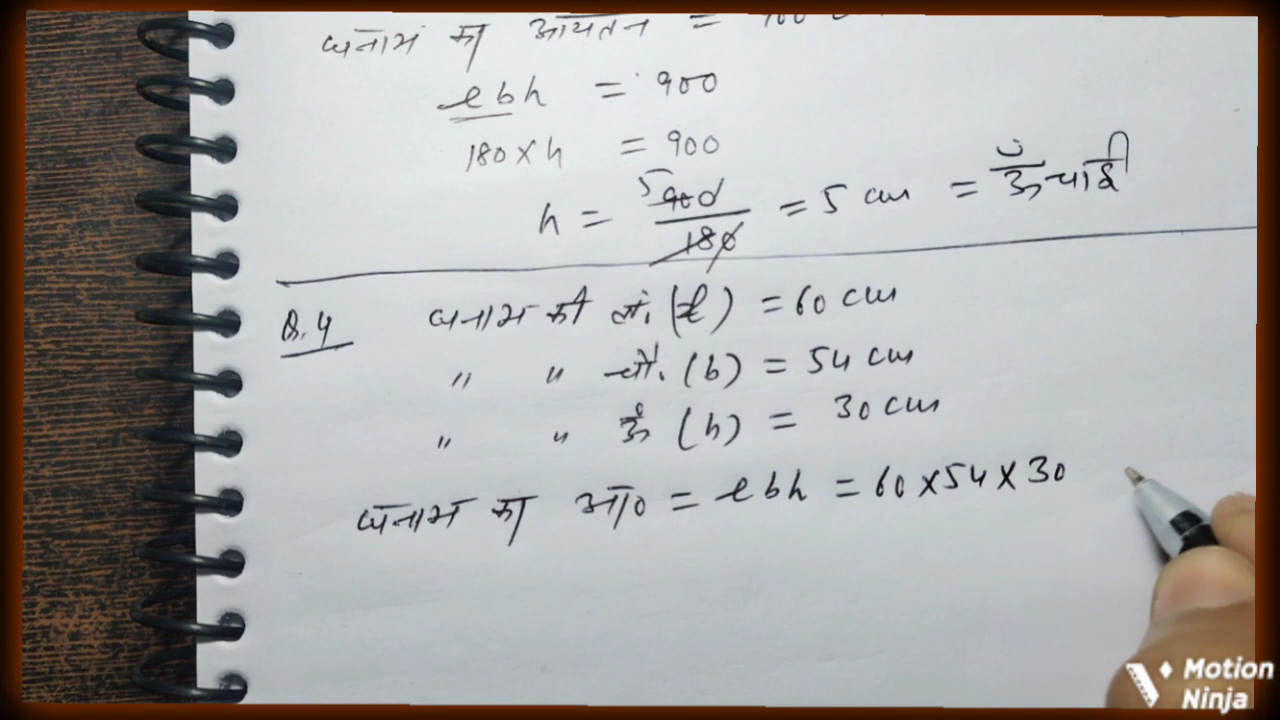 घनाभ का आयतन = 900
lbh = 900
180 × h = 900
h = 900/180 = 5 cm = ऊँचाई
Q.4 घनाभ की लं. (l) = 60 cm
" " चौ. (b) = 54 cm
" " ऊँ (h) = 30 cm
घनाभ का आ० = lbh = 60 × 54 × 30
Motion
Ninja